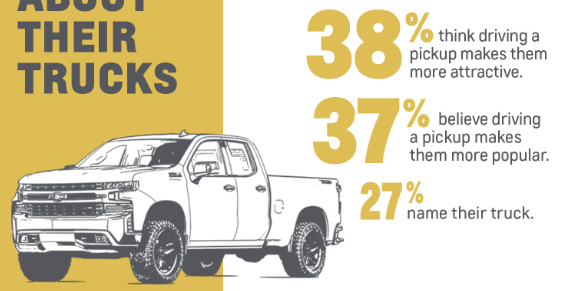 ABOUT
THEIR
TRUCKS
38% think driving a
pickup makes them
more attractive.
37% believe driving
a pickup makes
them more popular.
27%
name their truck.